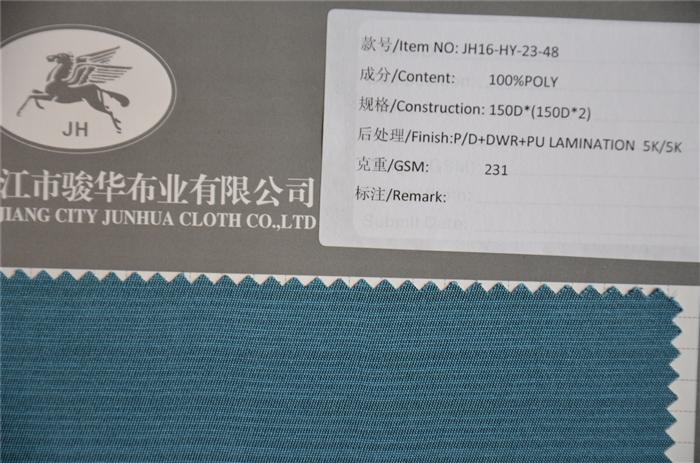 JH
江市骏华布业有限公司
JIANG CITY JUNHUA CLOTH CO.,LTD
款号/Item NO: JH16-HY-23-48
成分/Content: 100%POLY
规格/Construction: 150D*(150D*2)
后处理/Finish:P/D+DWR+PU LAMINATION 5K/5K
克重/GSM: 231
标注/Remark: